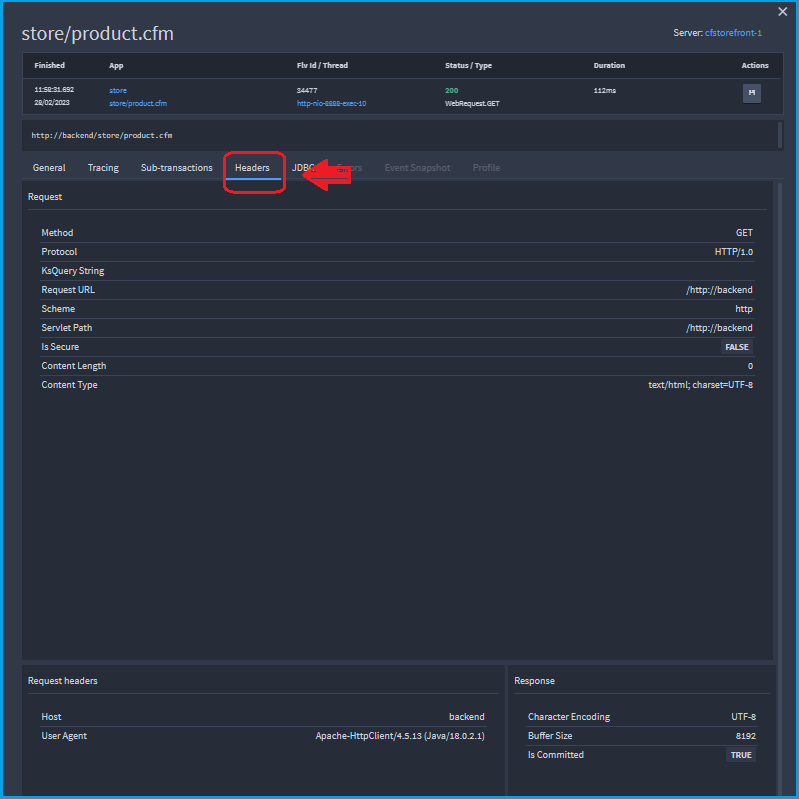 store/product.cfm
Server: cfstorefront-1
Finished App Flv Id / Thread Status / Type Duration Actions
11:58:31.692 store 34477 200 112ms
28/02/2023 store/product.cfm http-nio-8888-exec-10 WebRequest.GET
http://backend/store/product.cfm
General Tracing Sub-transactions Headers JDBC Errors Event Snapshot Profile
Request
Method GET
Protocol HTTP/1.0
KsQuery String
Request URL /http://backend
Scheme http
Servlet Path /http://backend
Is Secure FALSE
Content Length 0
Content Type text/html; charset=UTF-8
Request headers
Host backend
User Agent Apache-HttpClient/4.5.13 (Java/18.0.2.1)
Response
Character Encoding UTF-8
Buffer Size 8192
Is Committed TRUE